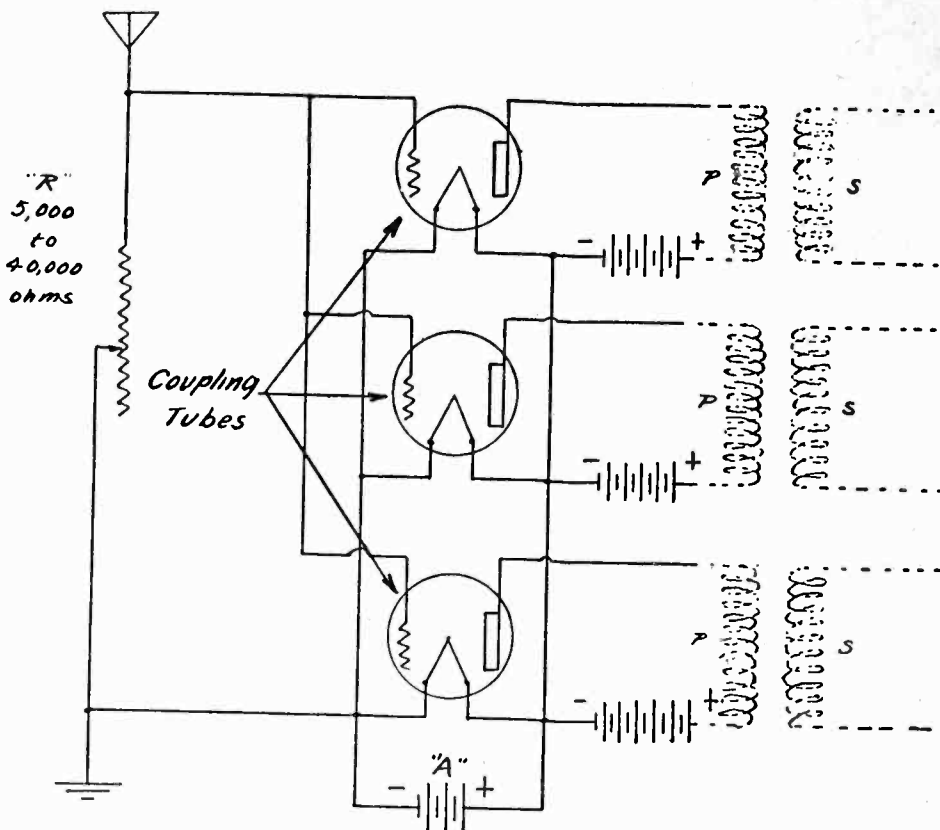 "R"
5,000
to
40,000
ohms
Coupling
Tubes
P
S
- +
P
S
- +
P
S
- +
"A"
- +